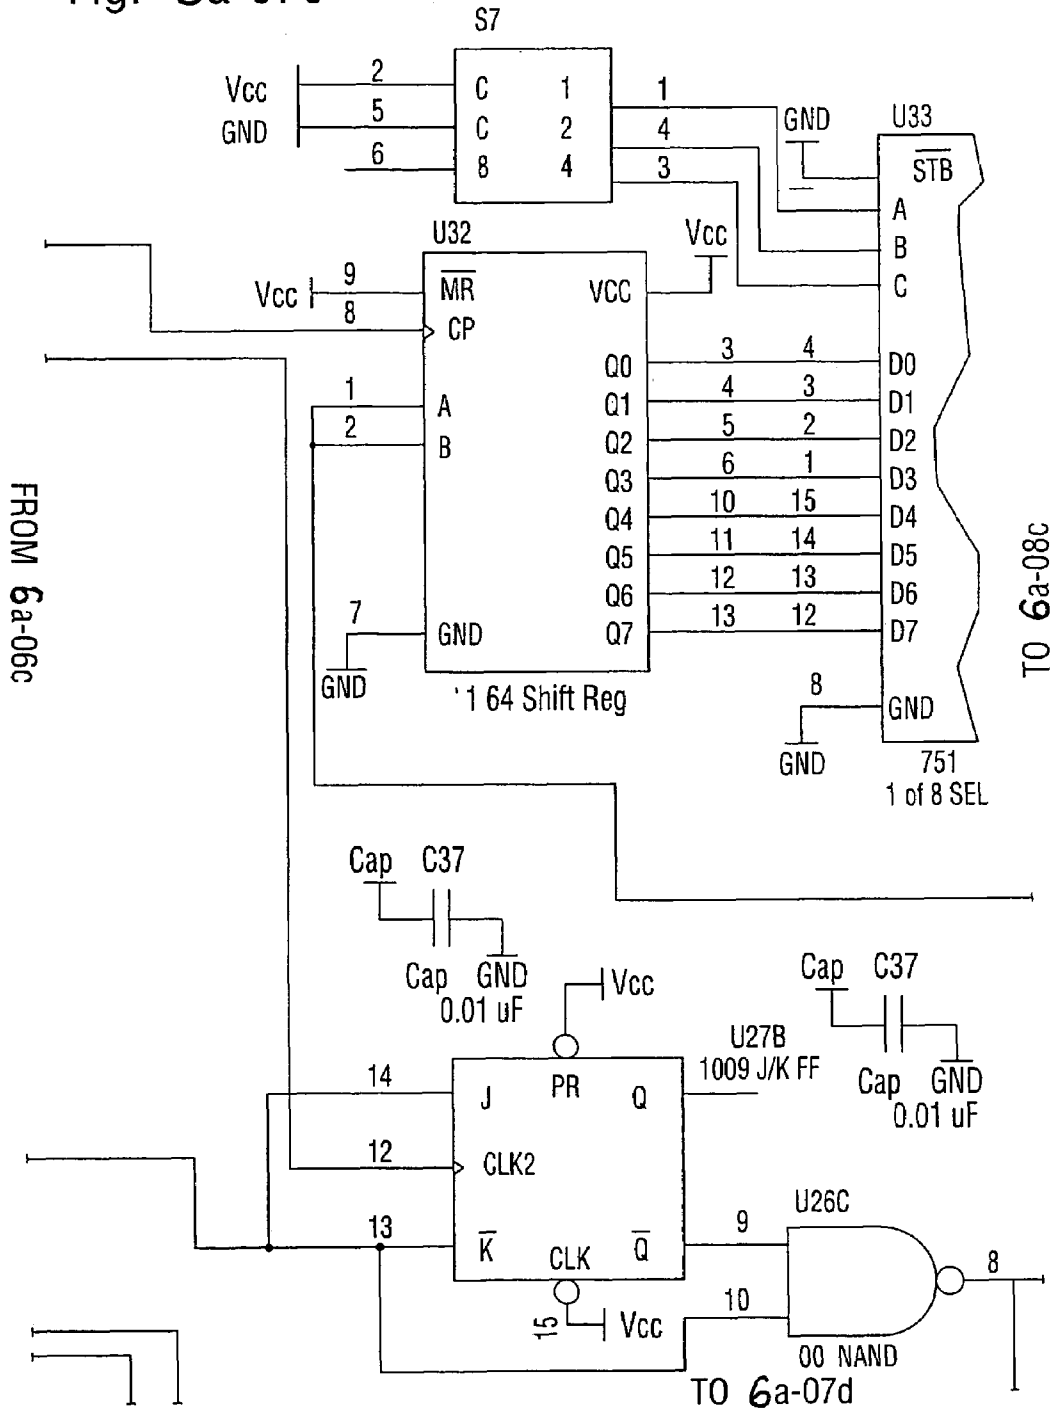 S7
Vcc 2 C 1 1
GND 5 C 2 4
6 8 4 3
GND U33
STB
A
B
C
U32
Vcc 9 MR VCC Vcc
8 CP
1 A
2 B
Q0 3 4 D0
Q1 4 3 D1
Q2 5 2 D2
Q3 6 1 D3
Q4 10 15 D4
Q5 11 14 D5
Q6 12 13 D6
Q7 13 12 D7
7 GND
GND
'1 64 Shift Reg
8 GND
GND
751
1 of 8 SEL
FROM 6a-06c
TO 6a-08c
Cap C37
Cap GND
0.01 uF
Cap C37
Cap GND
0.01 uF
Vcc
U27B
1009 J/K FF
14 J PR Q
12 CLK2
13 K CLK Q 9
15 Vcc
U26C
10
8
00 NAND
TO 6a-07d